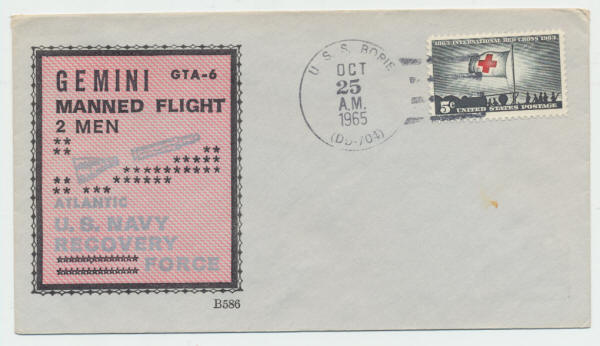 GEMINI GTA-6
MANNED FLIGHT
2 MEN
**
**
**
************
**********
** ***
**
ATLANTIC
U.S. NAVY
RECOVERY
FORCE
B586
U.S.S. BORIE
OCT
25
A.M.
1965
(DD-704)
1863 INTERNATIONAL RED CROSS 1963
5c
UNITED STATES POSTAGE